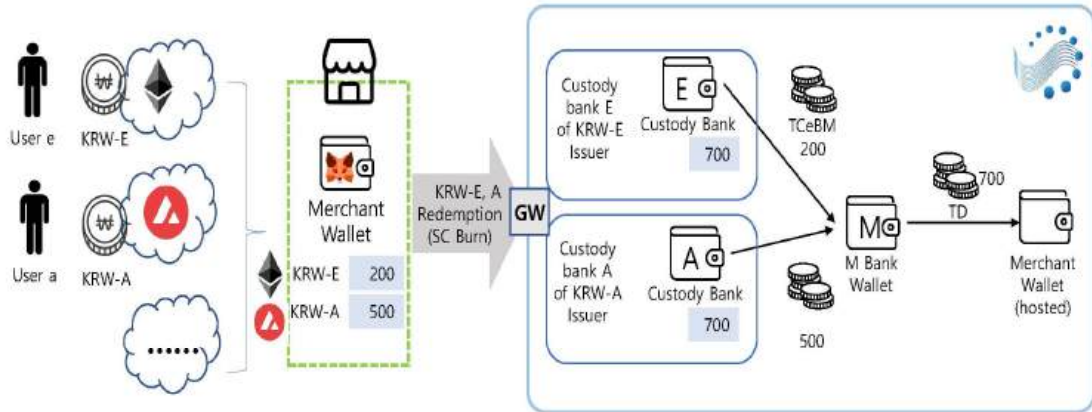 User e
KRW-E
User a
KRW-A
......
Merchant
Wallet
KRW-E
200
KRW-A
500
KRW-E, A
Redemption
(SC Burn)
GW
Custody
bank E
of KRW-E
Issuer
E
Custody Bank
700
Custody
bank A
of KRW-A
Issuer
A
Custody Bank
700
TCeBM
200
500
M
M Bank
Wallet
700
TD
Merchant
Wallet
(hosted)